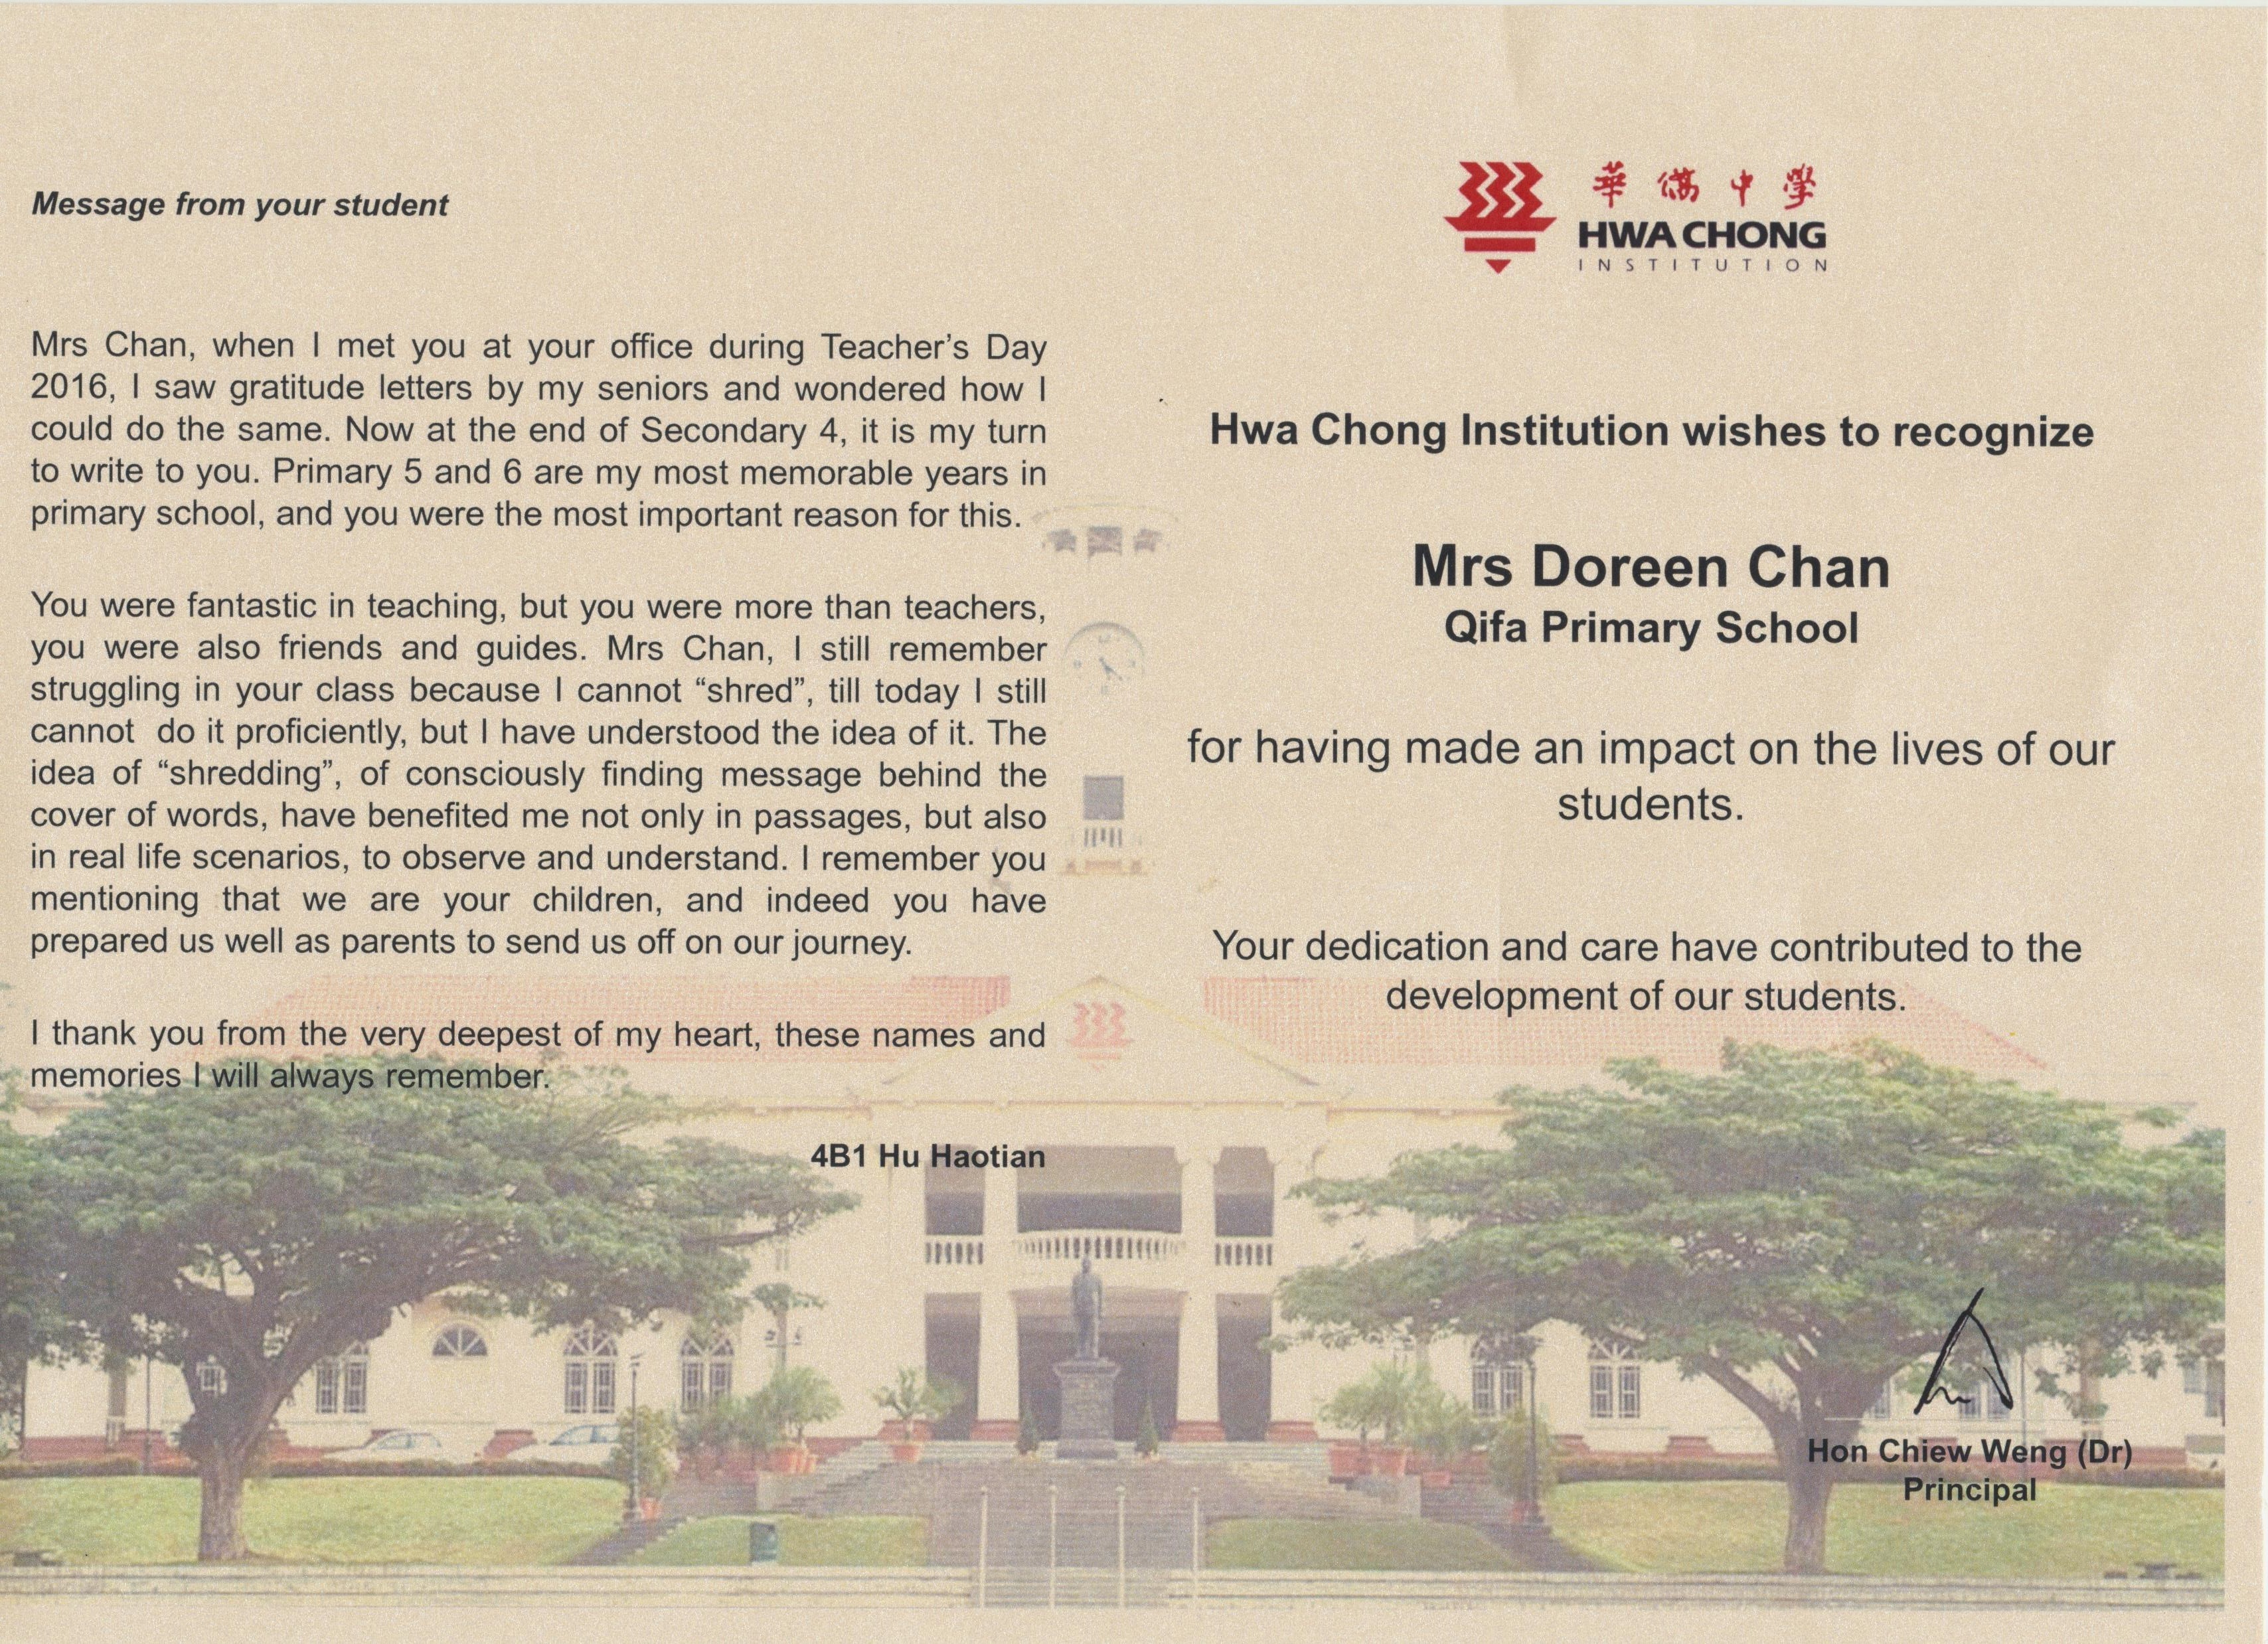 Message from your student
Mrs Chan, when I met you at your office during Teacher’s Day
2016, I saw gratitude letters by my seniors and wondered how I
could do the same. Now at the end of Secondary 4, it is my turn
to write to you. Primary 5 and 6 are my most memorable years in
primary school, and you were the most important reason for this.
You were fantastic in teaching, but you were more than teachers,
you were also friends and guides. Mrs Chan, I still remember
struggling in your class because I cannot “shred”, till today I still
cannot do it proficiently, but I have understood the idea of it. The
idea of “shredding”, of consciously finding message behind the
cover of words, have benefited me not only in passages, but also
in real life scenarios, to observe and understand. I remember you
mentioning that we are your children, and indeed you have
prepared us well as parents to send us off on our journey.
I thank you from the very deepest of my heart, these names and
memories I will always remember.
4B1 Hu Haotian
華僑中學
HWA CHONG
INSTITUTION
Hwa Chong Institution wishes to recognize
Mrs Doreen Chan
Qifa Primary School
for having made an impact on the lives of our
students.
Your dedication and care have contributed to the
development of our students.
Hon Chiew Weng (Dr)
Principal